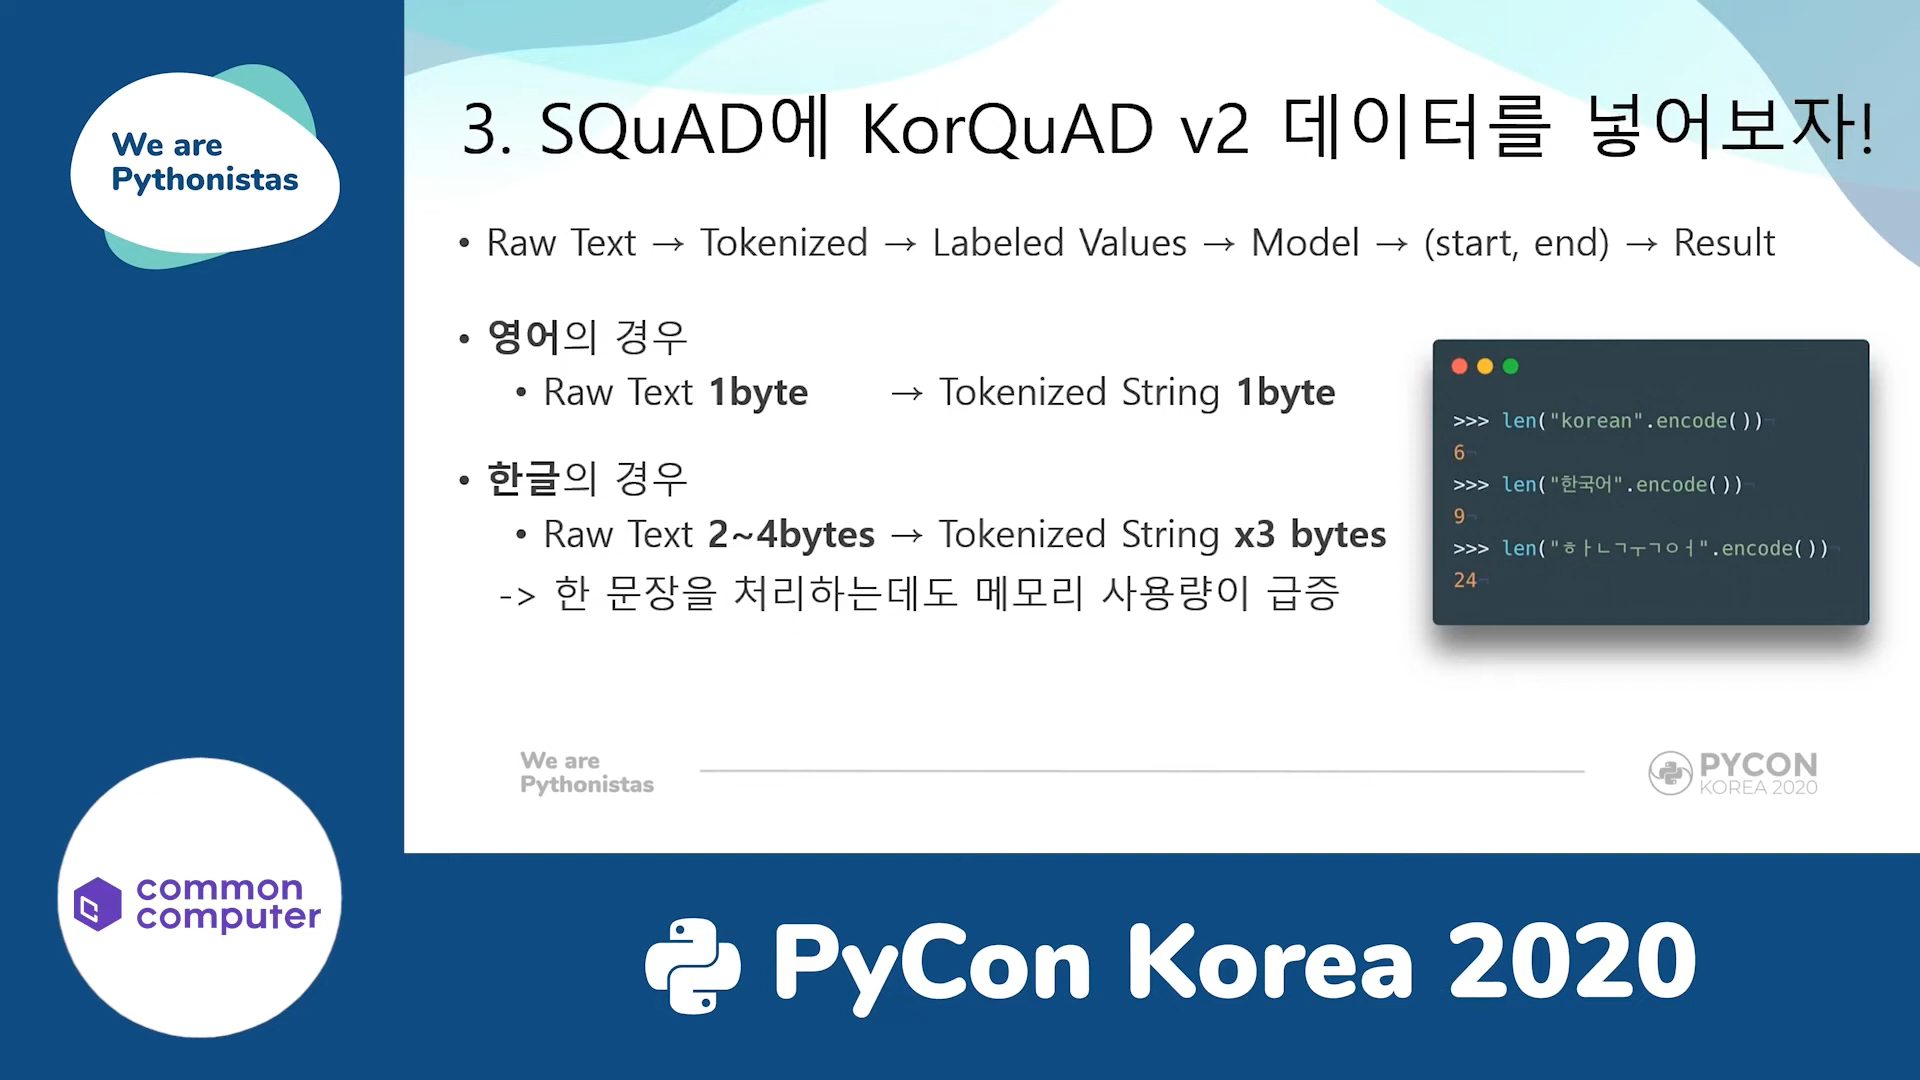 We are
Pythonistas
3. SQuAD에 KorQuAD v2 데이터를 넣어보자!
• Raw Text → Tokenized → Labeled Values → Model → (start, end) → Result
• 영어의 경우
• Raw Text 1byte → Tokenized String 1byte
• 한글의 경우
• Raw Text 2~4bytes → Tokenized String x3 bytes
-> 한 문장을 처리하는데도 메모리 사용량이 급증
>>> len("korean".encode())¬
6¬
>>> len("한국어".encode())¬
9¬
>>> len("ㅎㅏㄴㄱㅜㄱㅇㅓ".encode())¬
24¬
We are
Pythonistas
PYCON
KOREA 2020
common
computer
PyCon Korea 2020